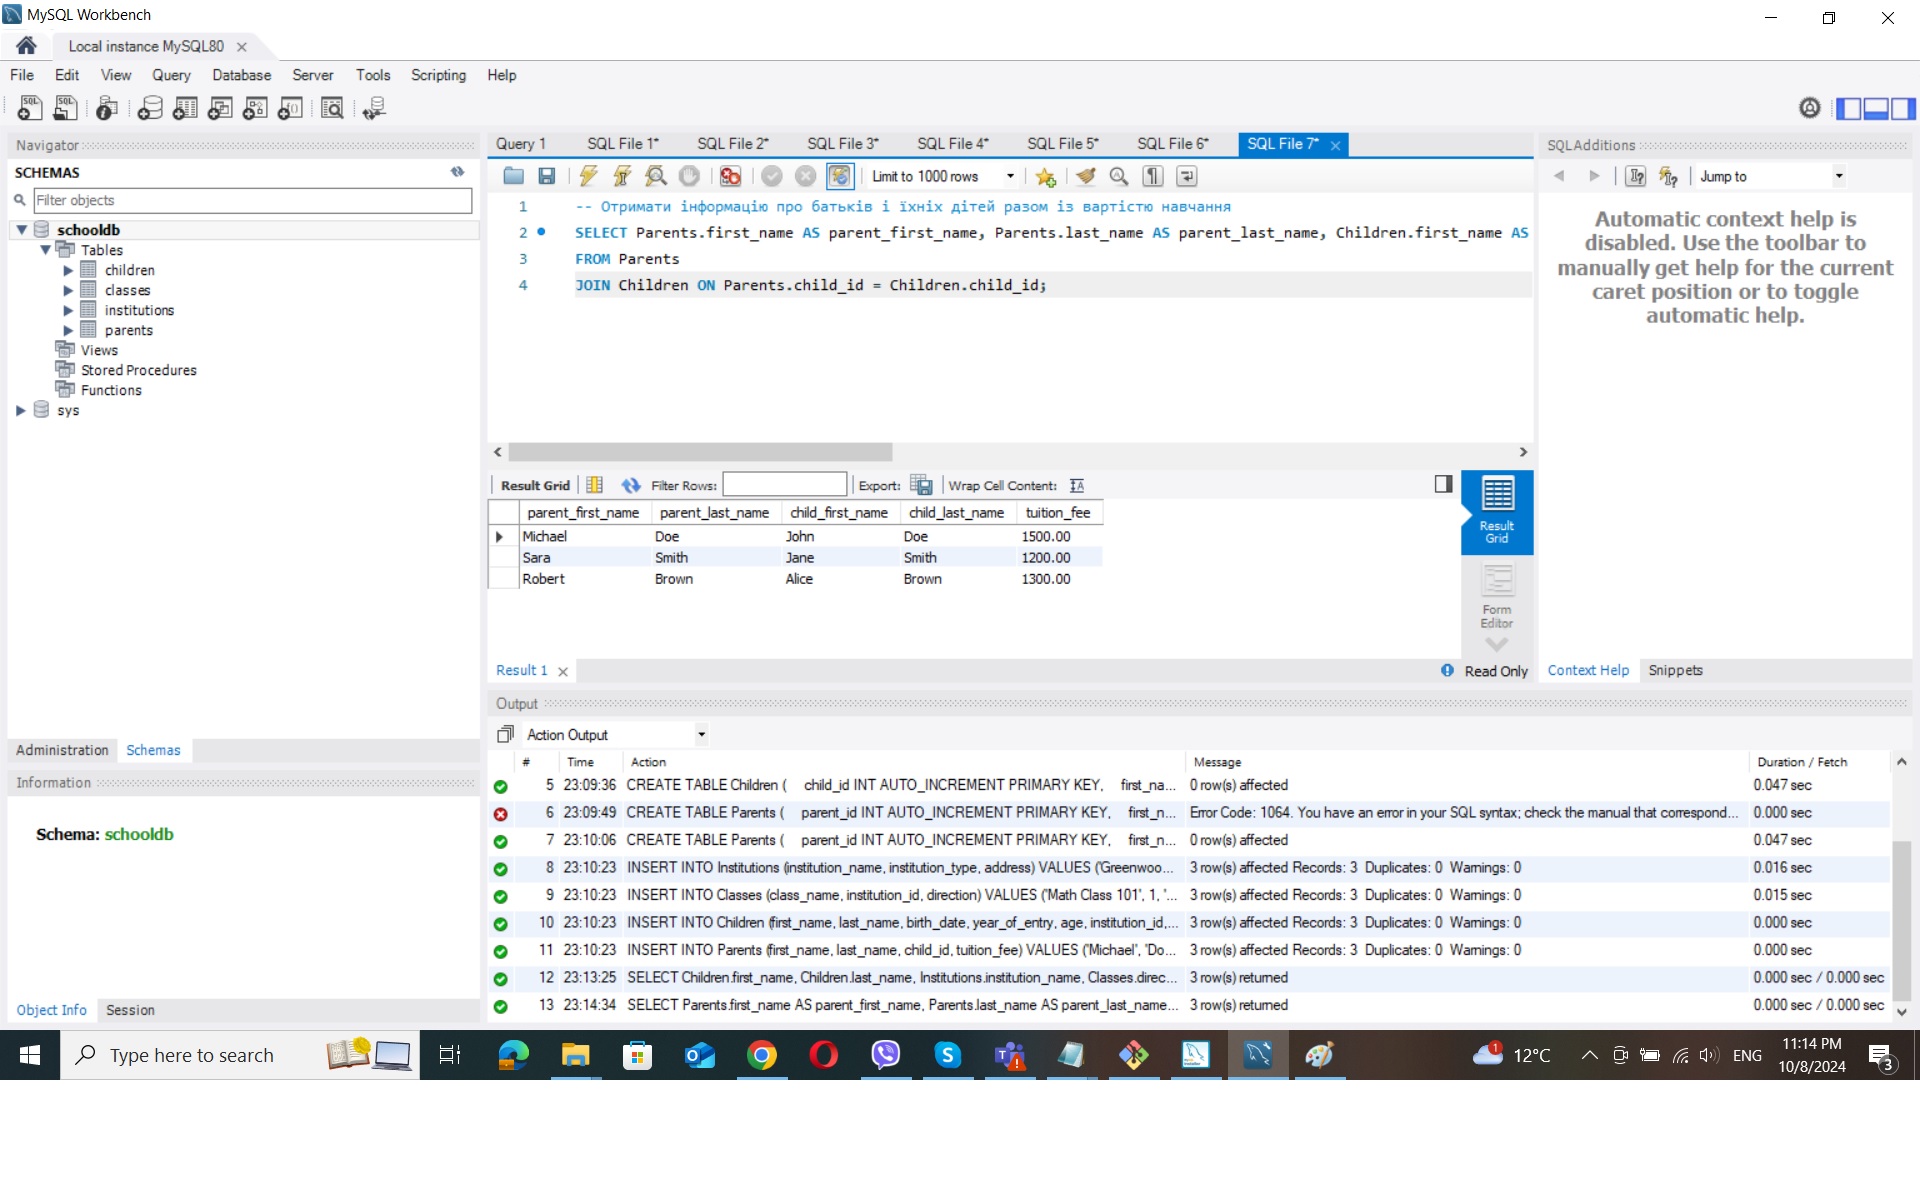 MySQL Workbench
Local instance MySQL80
File Edit View Query Database Server Tools Scripting Help
Navigator
SCHEMAS
Filter objects
schooldb
Tables
children
classes
institutions
parents
Views
Stored Procedures
Functions
sys
Administration Schemas
Information
Schema: schooldb
Object Info Session
Query 1 SQL File 1* SQL File 2* SQL File 3* SQL File 4* SQL File 5* SQL File 6* SQL File 7*
Limit to 1000 rows
1 -- Отримати інформацію про батьків і їхніх дітей разом із вартістю навчання
2 SELECT Parents.first_name AS parent_first_name, Parents.last_name AS parent_last_name, Children.first_name AS
3 FROM Parents
4 JOIN Children ON Parents.child_id = Children.child_id;
Result Grid Filter Rows: Export: Wrap Cell Content:
parent_first_name parent_last_name child_first_name child_last_name tuition_fee
Michael Doe John Doe 1500.00
Sara Smith Jane Smith 1200.00
Robert Brown Alice Brown 1300.00
Result
Grid
Form
Editor
Result 1 Read Only
SQLAdditions
Jump to
Automatic context help is
disabled. Use the toolbar to
manually get help for the current
caret position or to toggle
automatic help.
Context Help Snippets
Output
Action Output
# Time Action Message Duration / Fetch
5 23:09:36 CREATE TABLE Children ( child_id INT AUTO_INCREMENT PRIMARY KEY, first_na... 0 row(s) affected 0.047 sec
6 23:09:49 CREATE TABLE Parents ( parent_id INT AUTO_INCREMENT PRIMARY KEY, first_n... Error Code: 1064. You have an error in your SQL syntax; check the manual that correspond... 0.000 sec
7 23:10:06 CREATE TABLE Parents ( parent_id INT AUTO_INCREMENT PRIMARY KEY, first_n... 0 row(s) affected 0.047 sec
8 23:10:23 INSERT INTO Institutions (institution_name, institution_type, address) VALUES ('Greenwoo... 3 row(s) affected Records: 3 Duplicates: 0 Warnings: 0 0.016 sec
9 23:10:23 INSERT INTO Classes (class_name, institution_id, direction) VALUES ('Math Class 101', 1, '... 3 row(s) affected Records: 3 Duplicates: 0 Warnings: 0 0.015 sec
10 23:10:23 INSERT INTO Children (first_name, last_name, birth_date, year_of_entry, age, institution_id,... 3 row(s) affected Records: 3 Duplicates: 0 Warnings: 0 0.000 sec
11 23:10:23 INSERT INTO Parents (first_name, last_name, child_id, tuition_fee) VALUES ('Michael', 'Do... 3 row(s) affected Records: 3 Duplicates: 0 Warnings: 0 0.000 sec
12 23:13:25 SELECT Children.first_name, Children.last_name, Institutions.institution_name, Classes.direc... 3 row(s) returned 0.000 sec / 0.000 sec
13 23:14:34 SELECT Parents.first_name AS parent_first_name, Parents.last_name AS parent_last_name... 3 row(s) returned 0.000 sec / 0.000 sec
Type here to search
1 12°C ENG 11:14 PM
10/8/2024 3